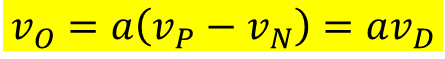 v_O = a(v_P − v_N) = av_D